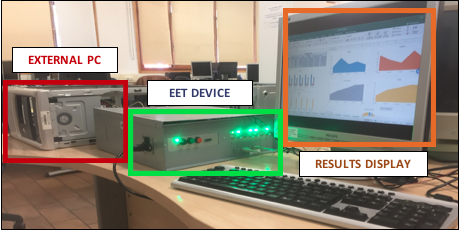 EXTERNAL PC
EET DEVICE
RESULTS DISPLAY